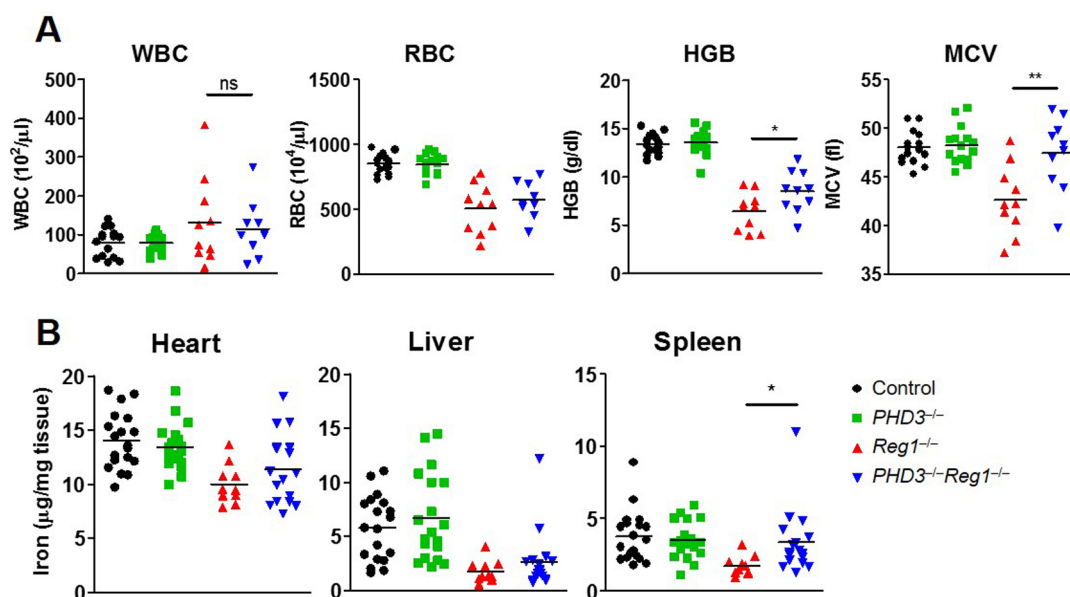 A
WBC
RBC
HGB
MCV
WBC (10²/µl)
500
400
300
200
100
0
ns
RBC (10⁴/µl)
1500
1000
500
0
HGB (g/dl)
20
15
10
5
0
*
MCV (fl)
55
50
45
40
35
**
B
Heart
Liver
Spleen
Iron (µg/mg tissue)
20
15
10
5
0
20
15
10
5
0
15
10
5
0
*
Control
PHD3⁻/⁻
Reg1⁻/⁻
PHD3⁻/⁻Reg1⁻/⁻